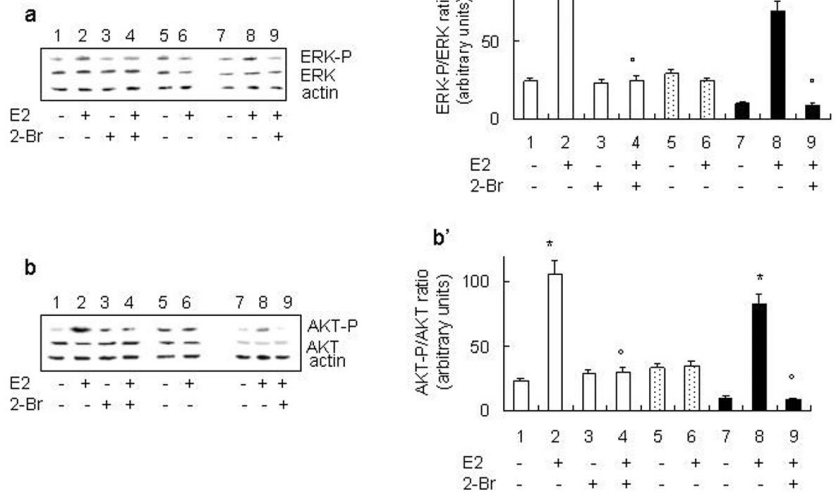 a
1 2 3 4 5 6 7 8 9
ERK-P
ERK
actin
E2 - + - + - + - + +
2-Br - - + + - - - - +
ERK-P/ERK ratio
(arbitrary units)
50
0
° °
1 2 3 4 5 6 7 8 9
E2 - + - + - + - + +
2-Br - - + + - - - - +
b
1 2 3 4 5 6 7 8 9
AKT-P
AKT
actin
E2 - + - + - + - + +
2-Br - - + + - - - - +
b'
AKT-P/AKT ratio
(arbitrary units)
100
50
0
* ° * °
1 2 3 4 5 6 7 8 9
E2 - + - + - + - + +
2-Br - - + + - - - - +